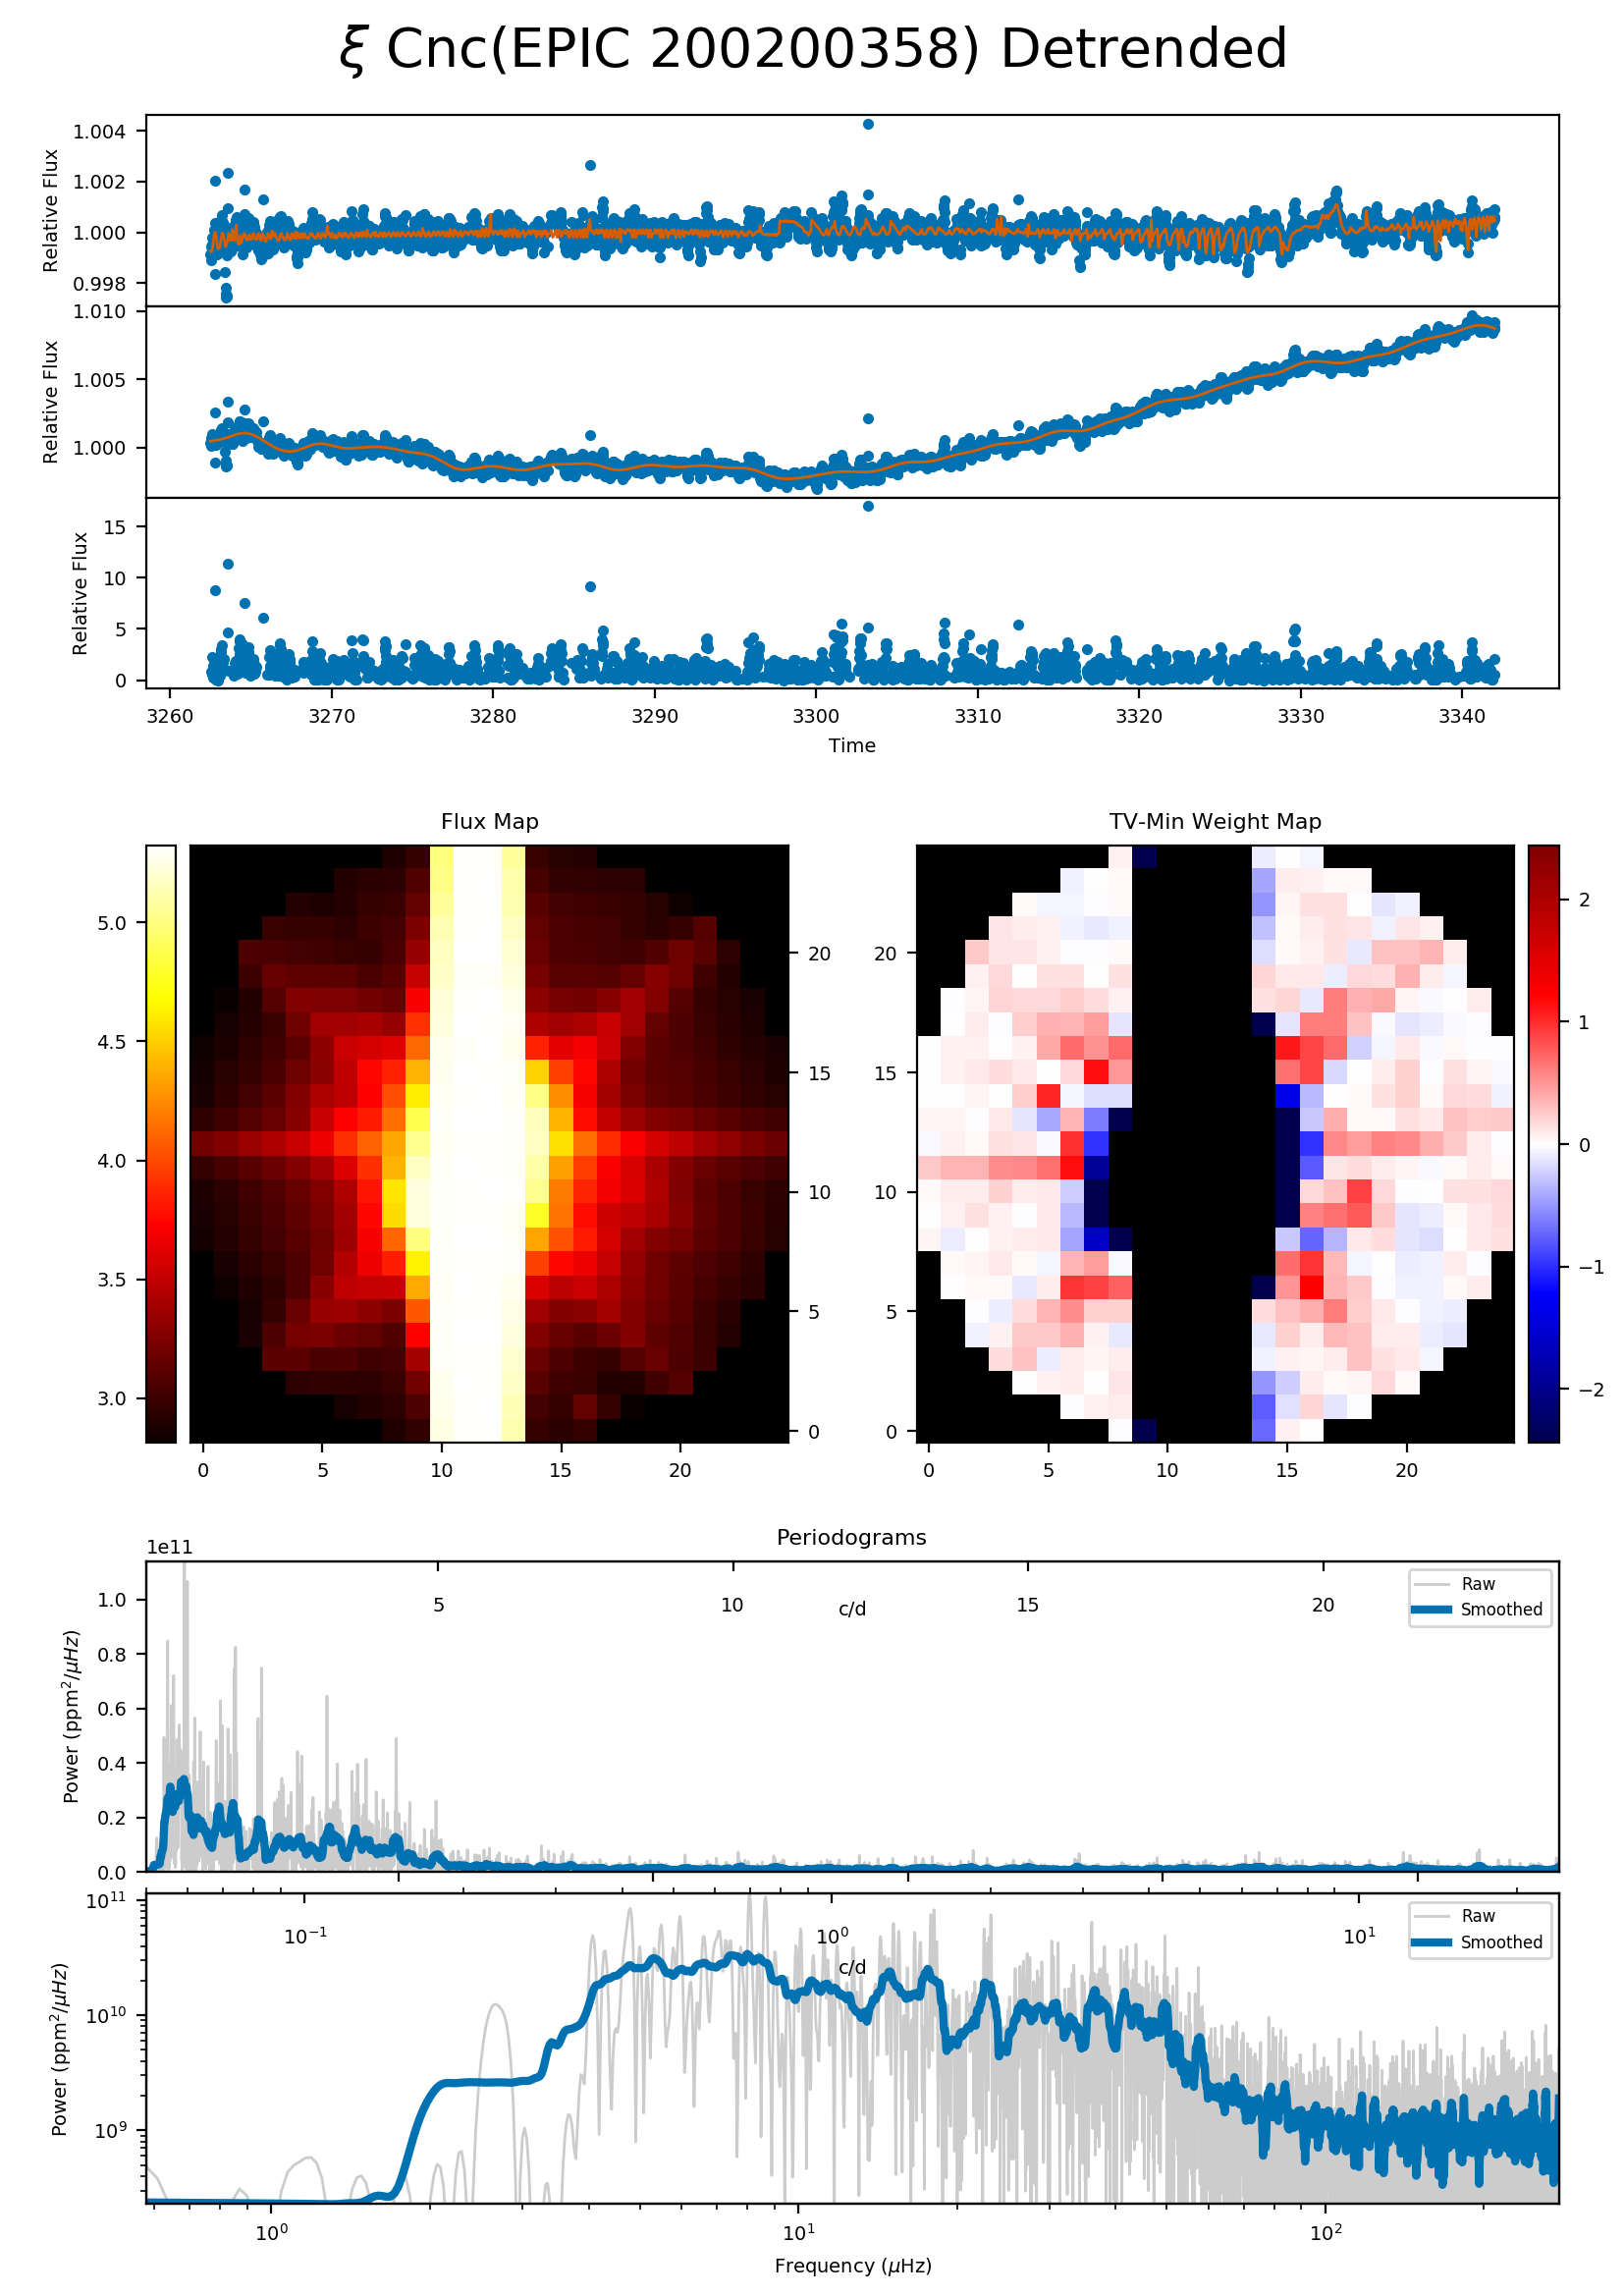 ξ Cnc(EPIC 200200358) Detrended
Relative Flux
1.004
1.002
1.000
0.998
Relative Flux
1.010
1.005
1.000
Relative Flux
15
10
5
0
3260 3270 3280 3290 3300 3310 3320 3330 3340
Time
Flux Map
TV-Min Weight Map
5.0
4.5
4.0
3.5
3.0
20
15
10
5
0
0 5 10 15 20
20
15
10
5
0
0 5 10 15 20
2
1
0
−1
−2
Periodograms
1e11
Power (ppm²/μHz)
1.0
0.8
0.6
0.4
0.2
0.0
5 10 15 20
c/d
Raw
Smoothed
Power (ppm²/μHz)
10¹¹
10¹⁰
10⁹
10⁻¹ 10⁰ 10¹
c/d
Raw
Smoothed
10⁰ 10¹ 10²
Frequency (μHz)